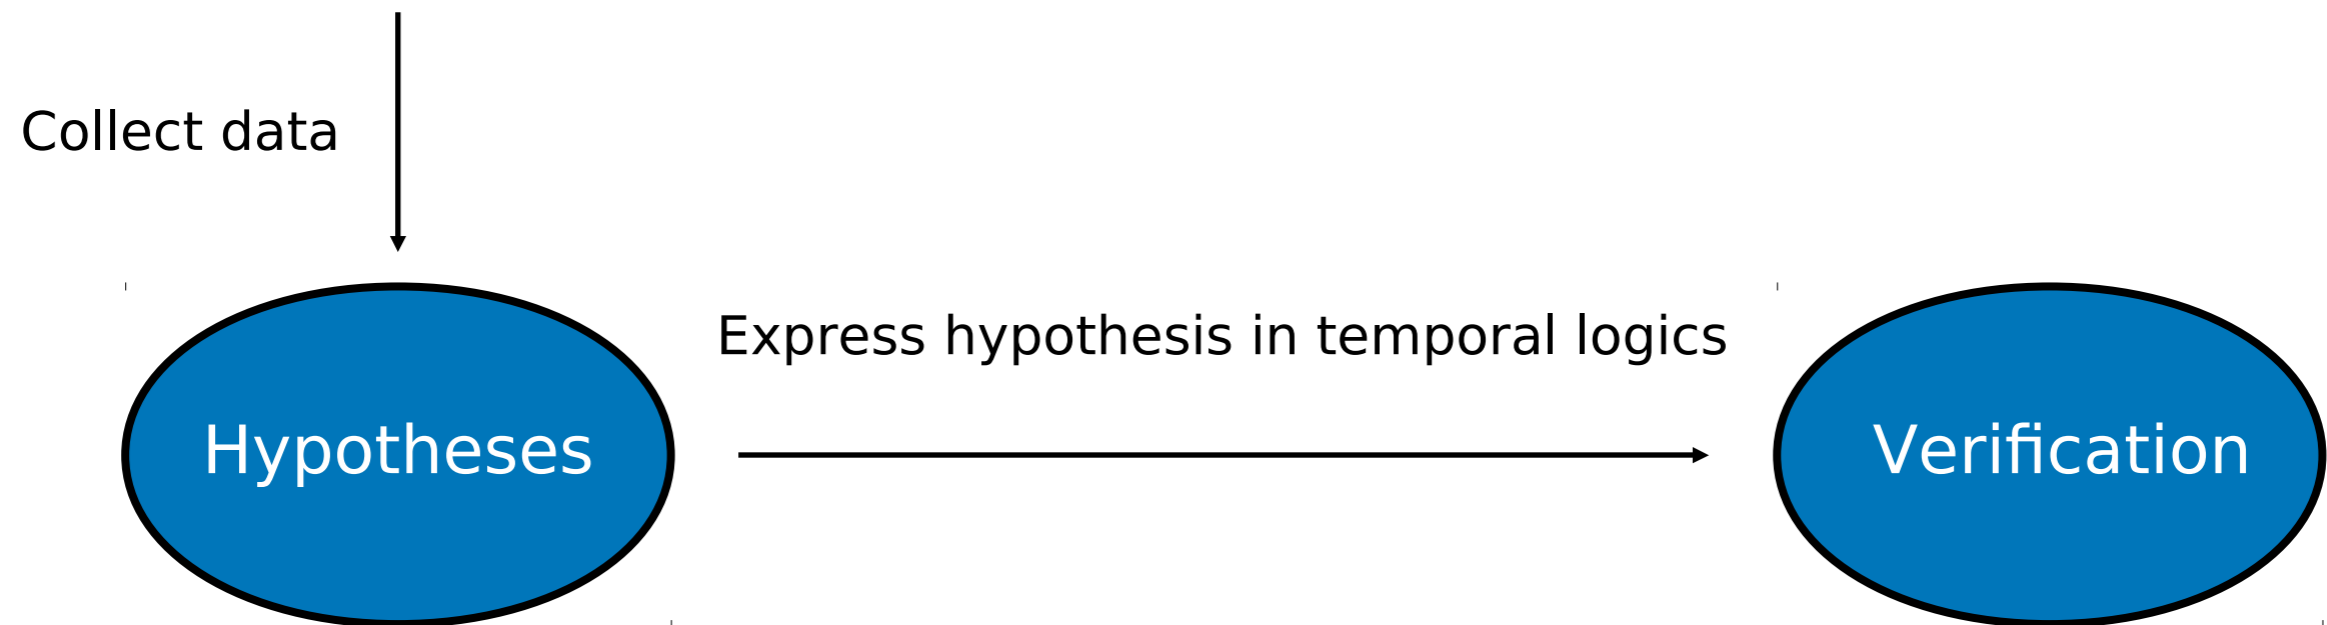 Collect data
Express hypothesis in temporal logics
Hypotheses
Verification